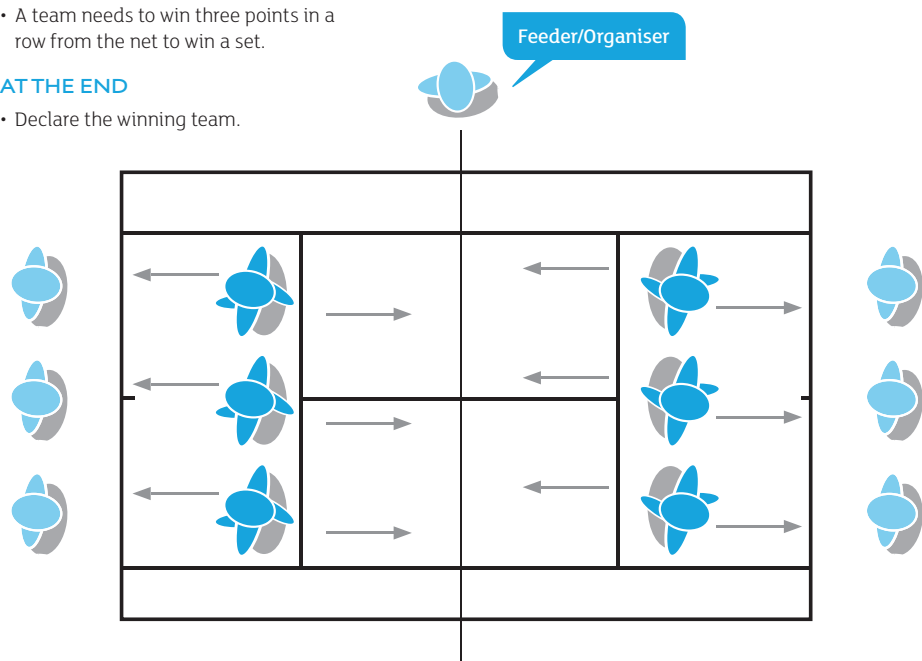 • A team needs to win three points in a
row from the net to win a set.
Feeder/Organiser
AT THE END
• Declare the winning team.